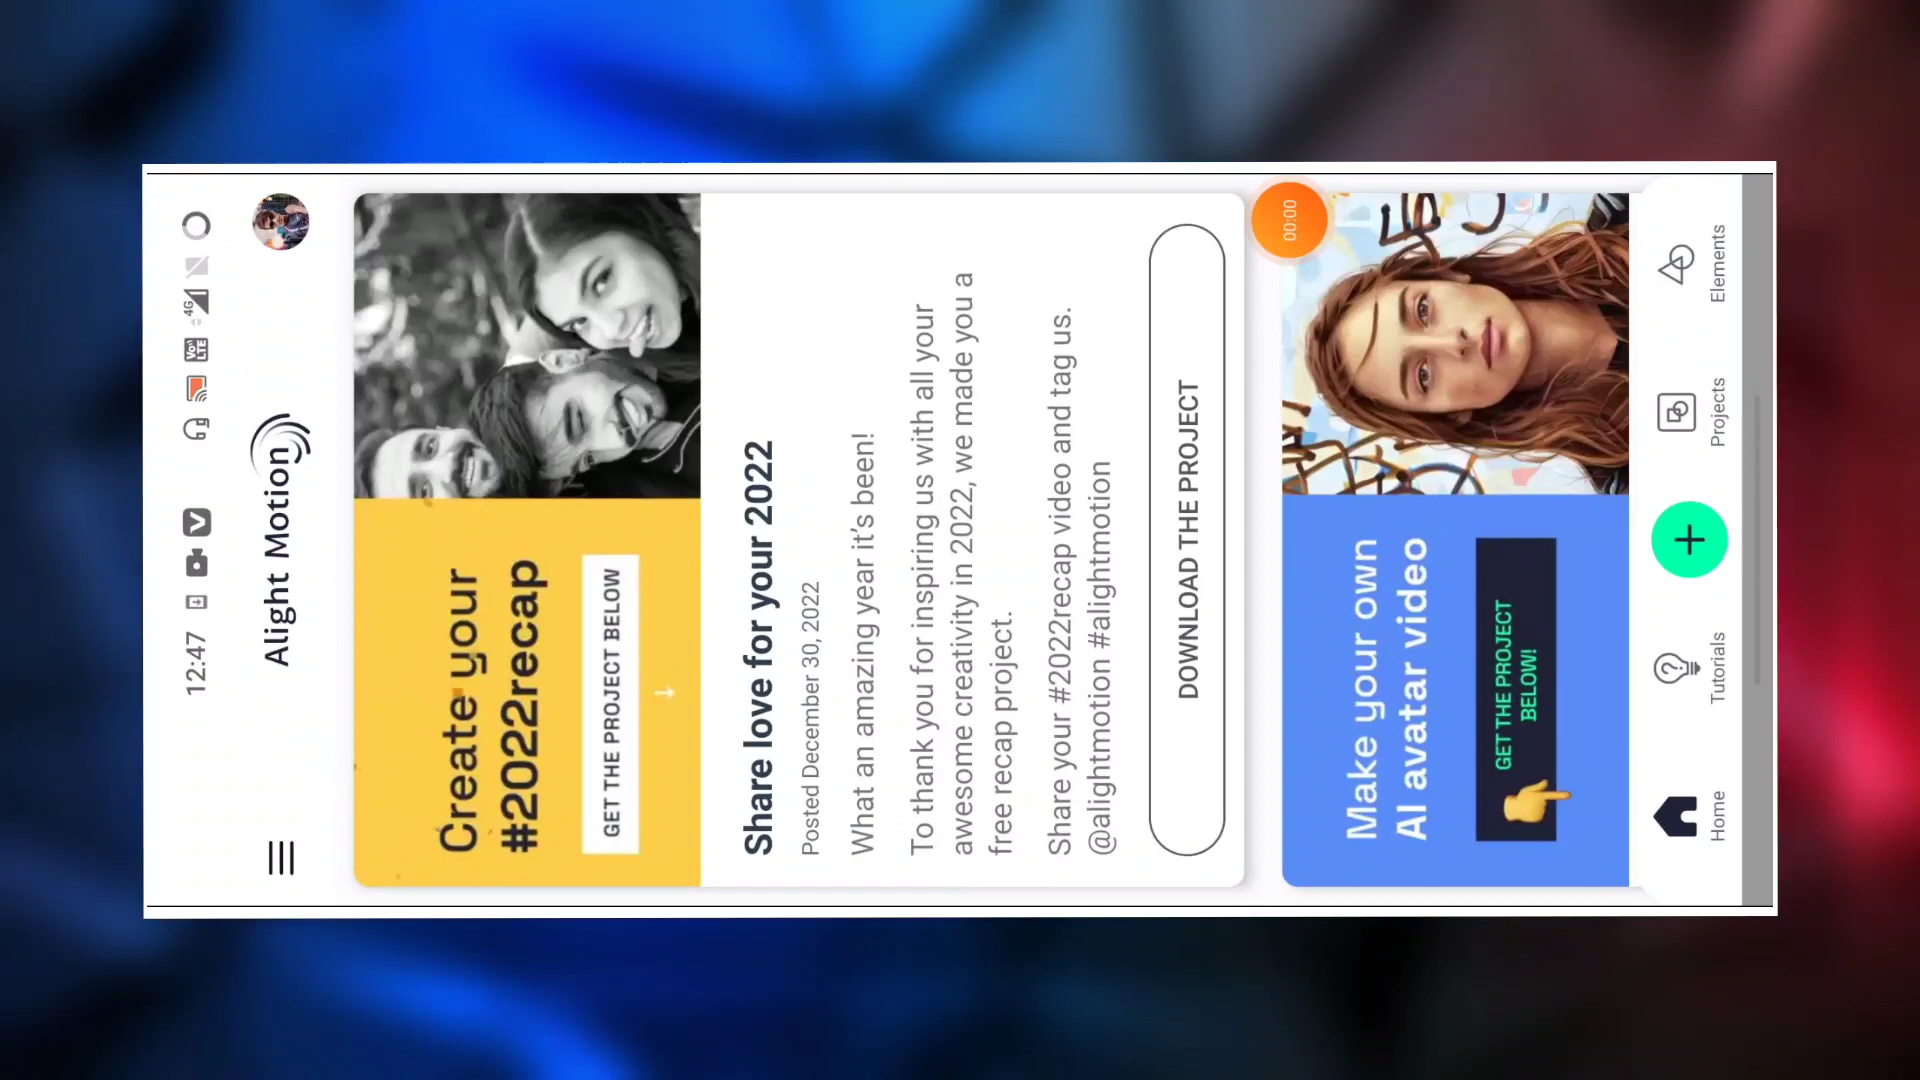 12:47
4G
Vo
LTE
Alight Motion
Create your
#2022recap
GET THE PROJECT BELOW
Share love for your 2022
Posted December 30, 2022
What an amazing year it's been!
To thank you for inspiring us with all your
awesome creativity in 2022, we made you a
free recap project.
Share your #2022recap video and tag us.
@alightmotion #alightmotion
DOWNLOAD THE PROJECT
00:00
Make your own
AI avatar video
GET THE PROJECT
BELOW!
Home
Tutorials
Projects
Elements